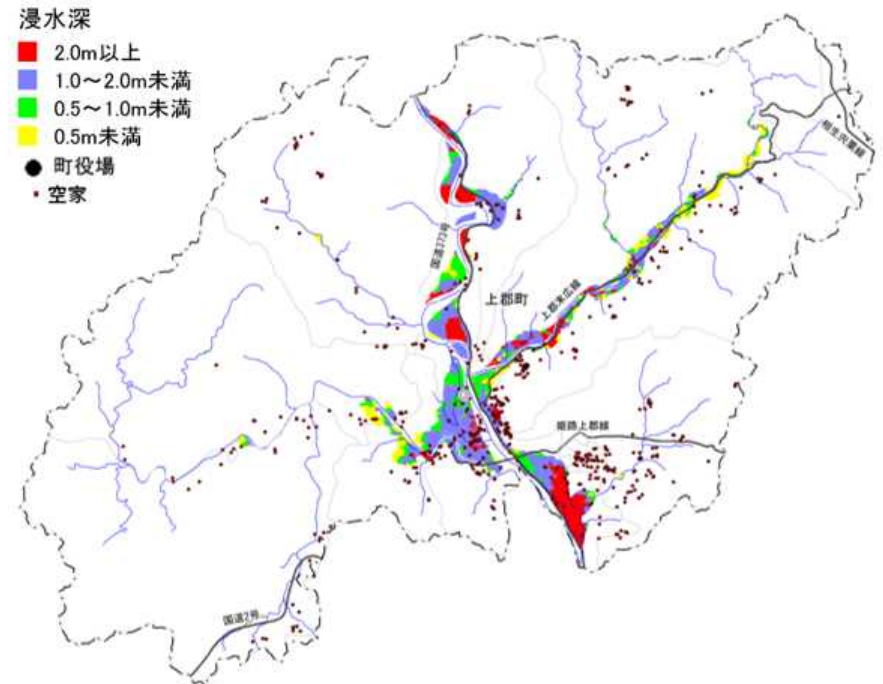 浸水深
2.0m以上
1.0～2.0m未満
0.5～1.0m未満
0.5m未満
町役場
空家
相生宍粟線
国道373号
上郡町
上郡末広線
姫路上郡線
国道2号